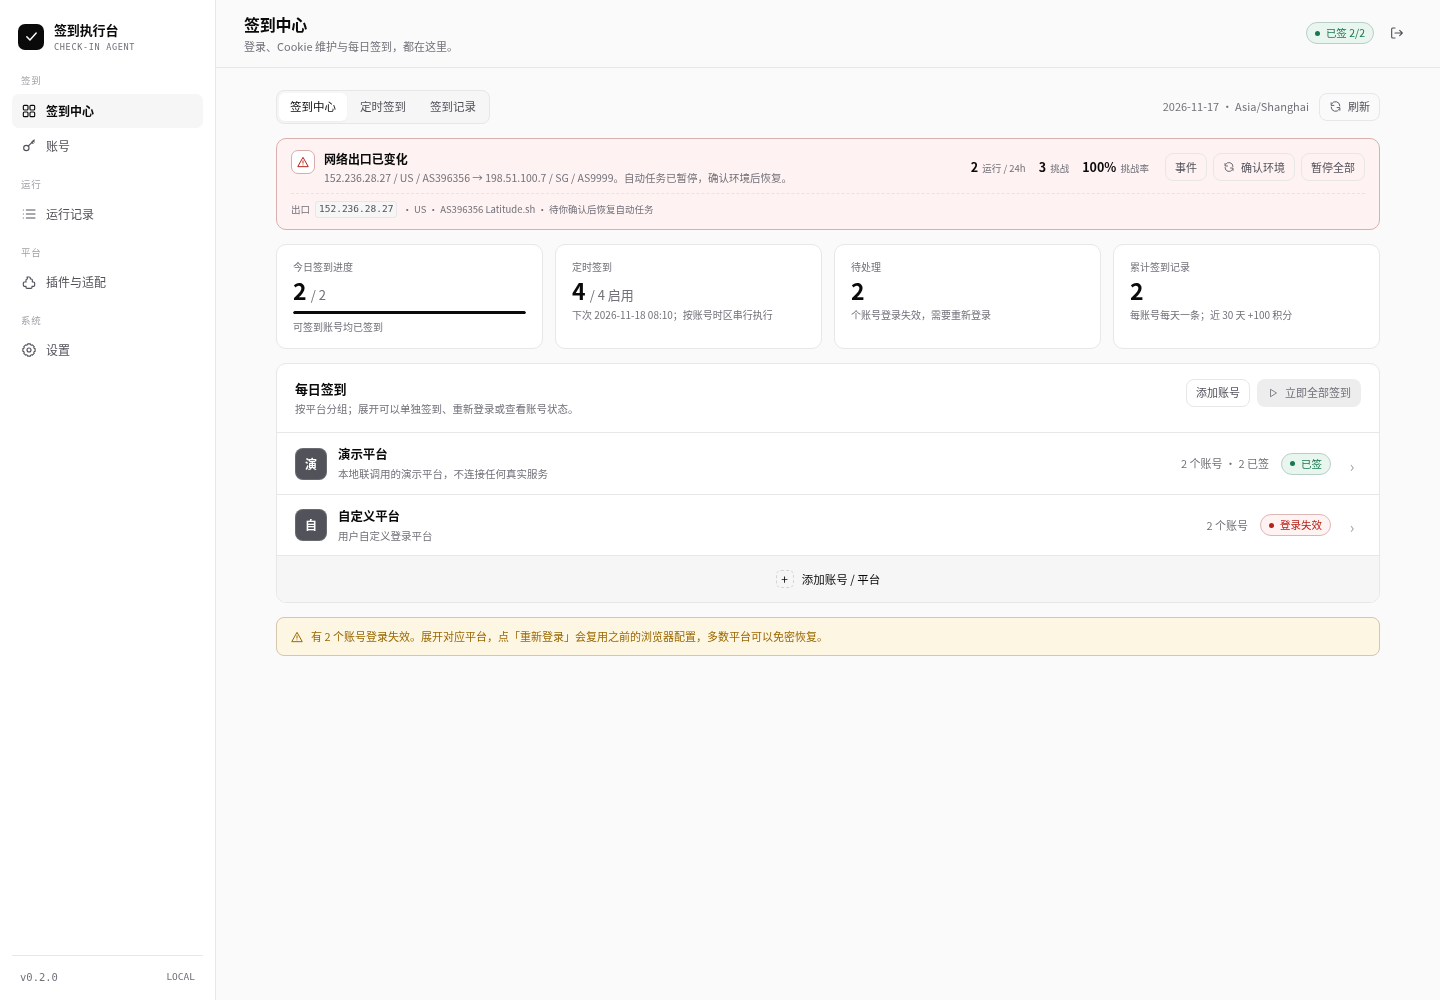 签到执行台
CHECK-IN AGENT
签到
签到中心
账号
运行
运行记录
平台
插件与适配
系统
设置
v0.2.0
LOCAL
签到中心
登录、Cookie 维护与每日签到，都在这里。
已签 2/2
签到中心
定时签到
签到记录
2026-11-17 · Asia/Shanghai
刷新
网络出口已变化
152.236.28.27 / US / AS396356 → 198.51.100.7 / SG / AS9999。自动任务已暂停，确认环境后恢复。
2 运行 / 24h
3 挑战
100% 挑战率
事件
确认环境
暂停全部
出口 152.236.28.27 · US · AS396356 Latitude.sh · 待你确认后恢复自动任务
今日签到进度
2 / 2
可签到账号均已签到
定时签到
4 / 4 启用
下次 2026-11-18 08:10；按账号时区串行执行
待处理
2
个账号登录失效，需要重新登录
累计签到记录
2
每账号每天一条；近 30 天 +100 积分
每日签到
按平台分组；展开可以单独签到、重新登录或查看账号状态。
添加账号
立即全部签到
演
演示平台
本地联调用的演示平台，不连接任何真实服务
2 个账号 · 2 已签
已签
自
自定义平台
用户自定义登录平台
2 个账号
登录失效
+ 添加账号 / 平台
有 2 个账号登录失效。展开对应平台，点「重新登录」会复用之前的浏览器配置，多数平台可以免密恢复。